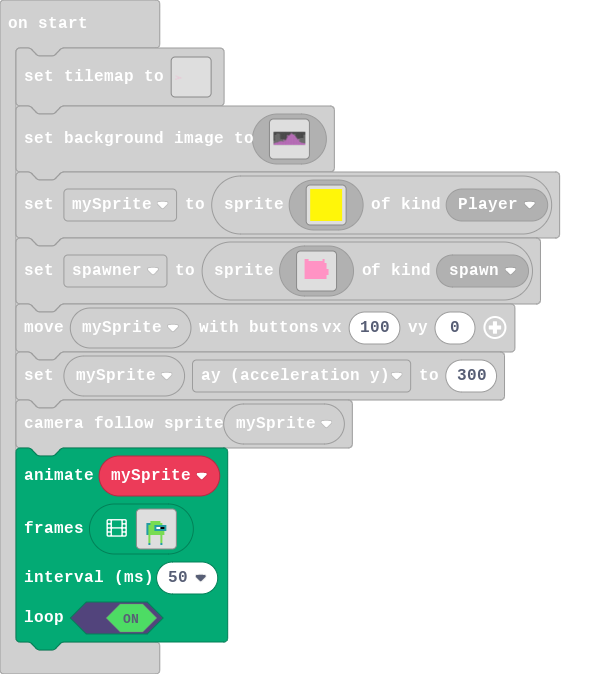 on start
set tilemap to
set background image to
set mySprite to sprite of kind Player
set spawner to sprite of kind spawn
move mySprite with buttons vx 100 vy 0
set mySprite ay (acceleration y) to 300
camera follow sprite mySprite
animate mySprite
frames
interval (ms) 50
loop ON